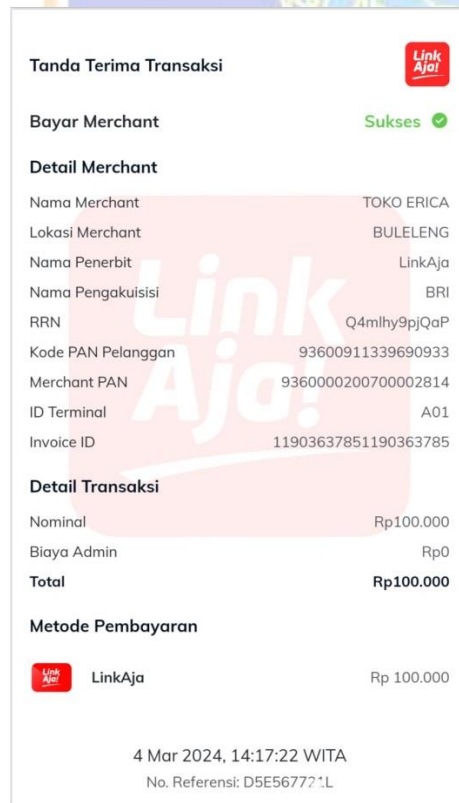 Tanda Terima Transaksi
Link
Aja!
Bayar Merchant Sukses
Detail Merchant
Nama Merchant TOKO ERICA
Lokasi Merchant BULELENG
Nama Penerbit LinkAja
Nama Pengakuisisi BRI
RRN Q4mlhy9pjQaP
Kode PAN Pelanggan 93600911339690933
Merchant PAN 9360000200700002814
ID Terminal A01
Invoice ID 11903637851190363785
Link
Aja!
Detail Transaksi
Nominal Rp100.000
Biaya Admin Rp0
Total Rp100.000
Metode Pembayaran
Link
Aja!
LinkAja Rp 100.000
4 Mar 2024, 14:17:22 WITA
No. Referensi: